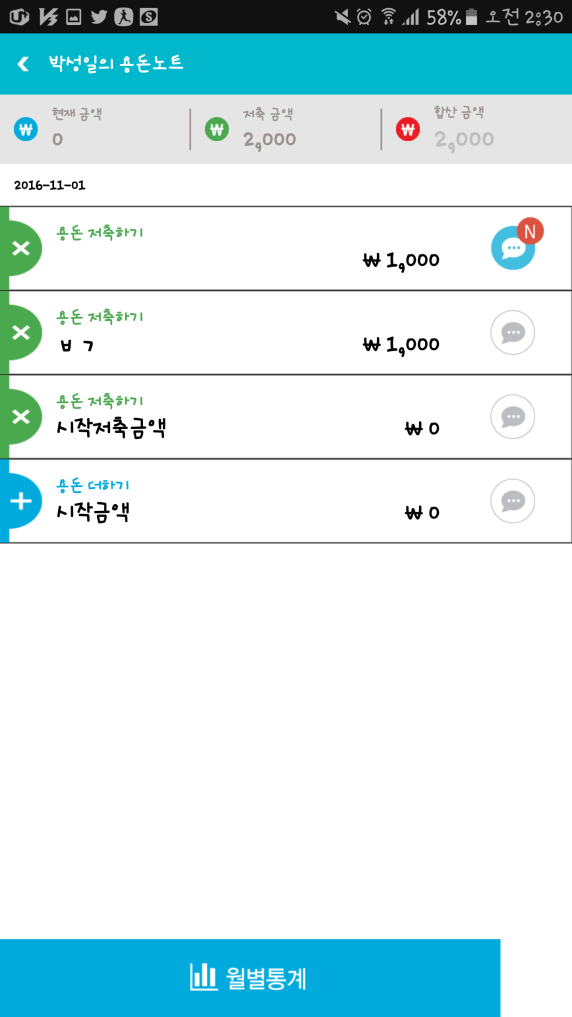 58% 오전 2:30
박성일의 용돈노트
현재 금액
0
저축 금액
2,000
합산 금액
2,000
2016-11-01
용돈 저축하기
₩ 1,000
N
용돈 저축하기
ㅂ ㄱ
₩ 1,000
용돈 저축하기
시작저축금액
₩ 0
용돈 더하기
시작금액
₩ 0
월별통계